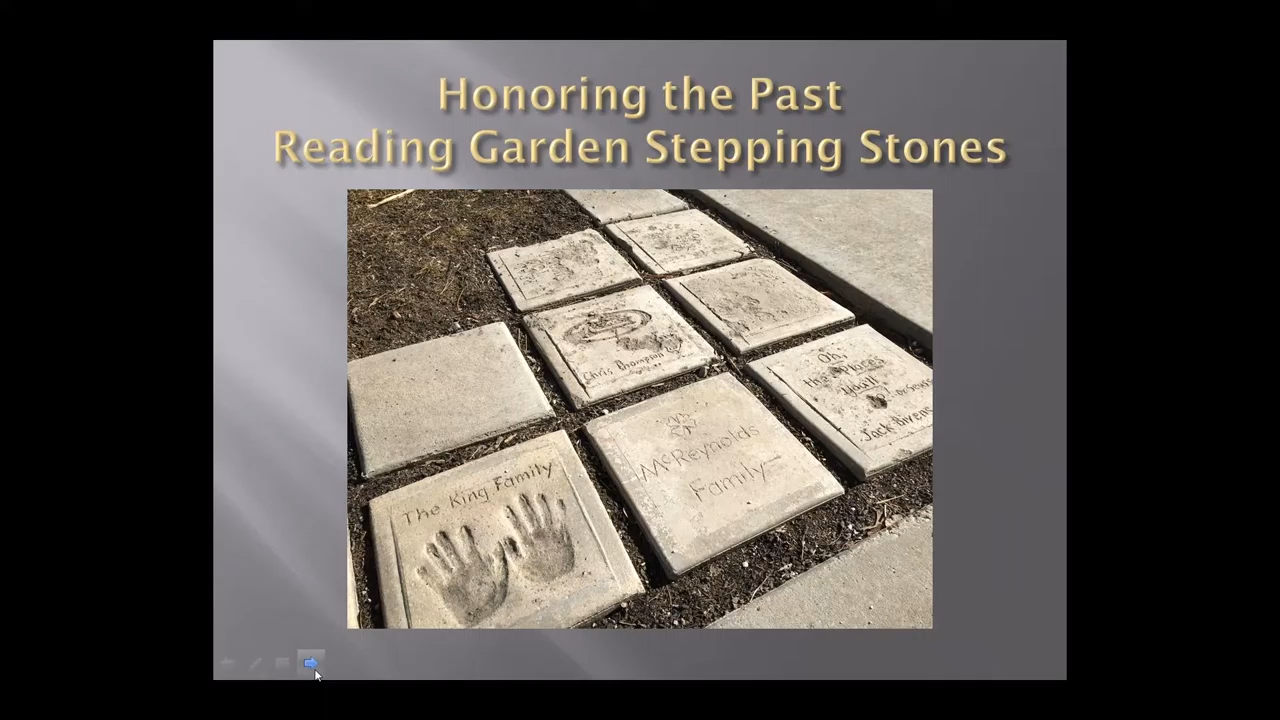 Honoring the Past
Reading Garden Stepping Stones
Chris Thompson
Oh,
the Places
You'll
Jack Bivens
McReynolds
Family
The King Family